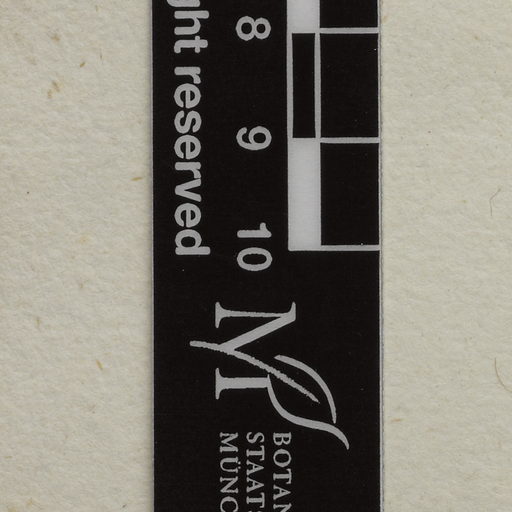 ght reserved
8
9
10
M
BOTAN
STAATS
MÜNC